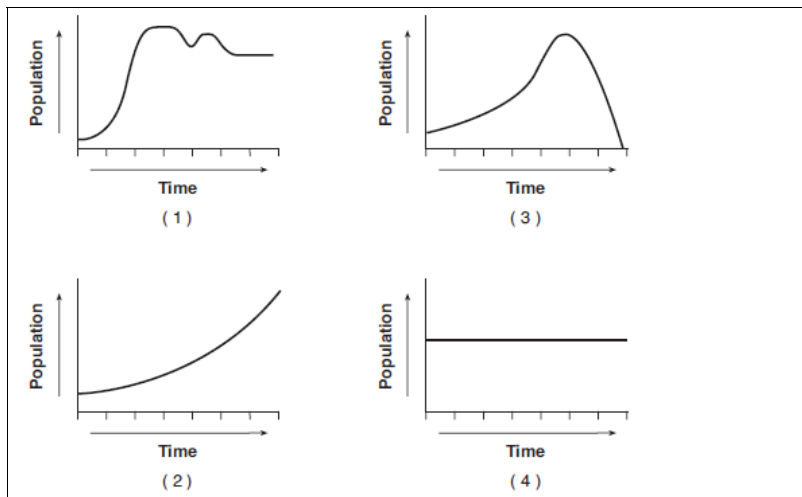 Population
Time
( 1 )
Population
Time
( 3 )
Population
Time
( 2 )
Population
Time
( 4 )